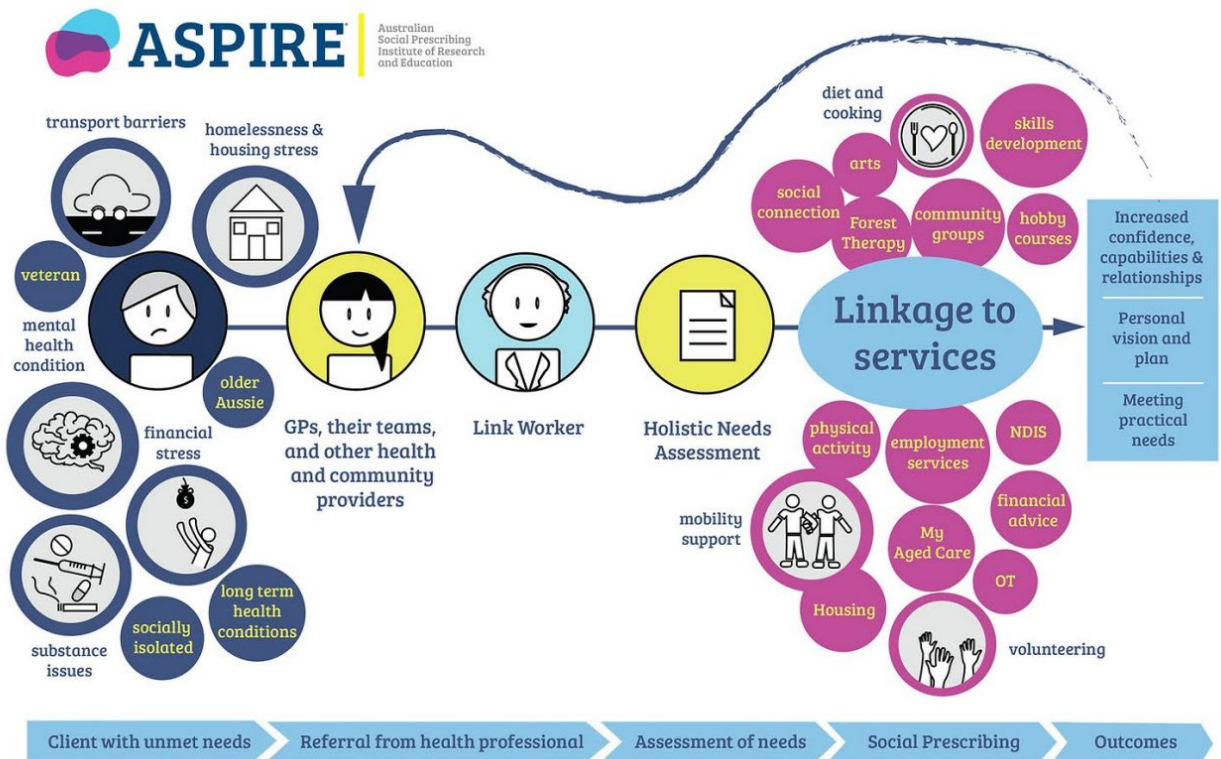 ASPIRE
Australian
Social Prescribing
Institute of Research
and Education
transport barriers
homelessness &
housing stress
veteran
mental
health
condition
older
Aussie
financial
stress
$
substance
issues
socially
isolated
long term
health
conditions
GPs, their teams,
and other health
and community
providers
Link Worker
Holistic Needs
Assessment
diet and
cooking
skills
development
arts
social
connection
Forest
Therapy
community
groups
hobby
courses
Linkage to
services
physical
activity
employment
services
NDIS
financial
advice
mobility
support
My
Aged Care
OT
Housing
volunteering
Increased
confidence,
capabilities &
relationships
Personal
vision and
plan
Meeting
practical
needs
Client with unmet needs
Referral from health professional
Assessment of needs
Social Prescribing
Outcomes